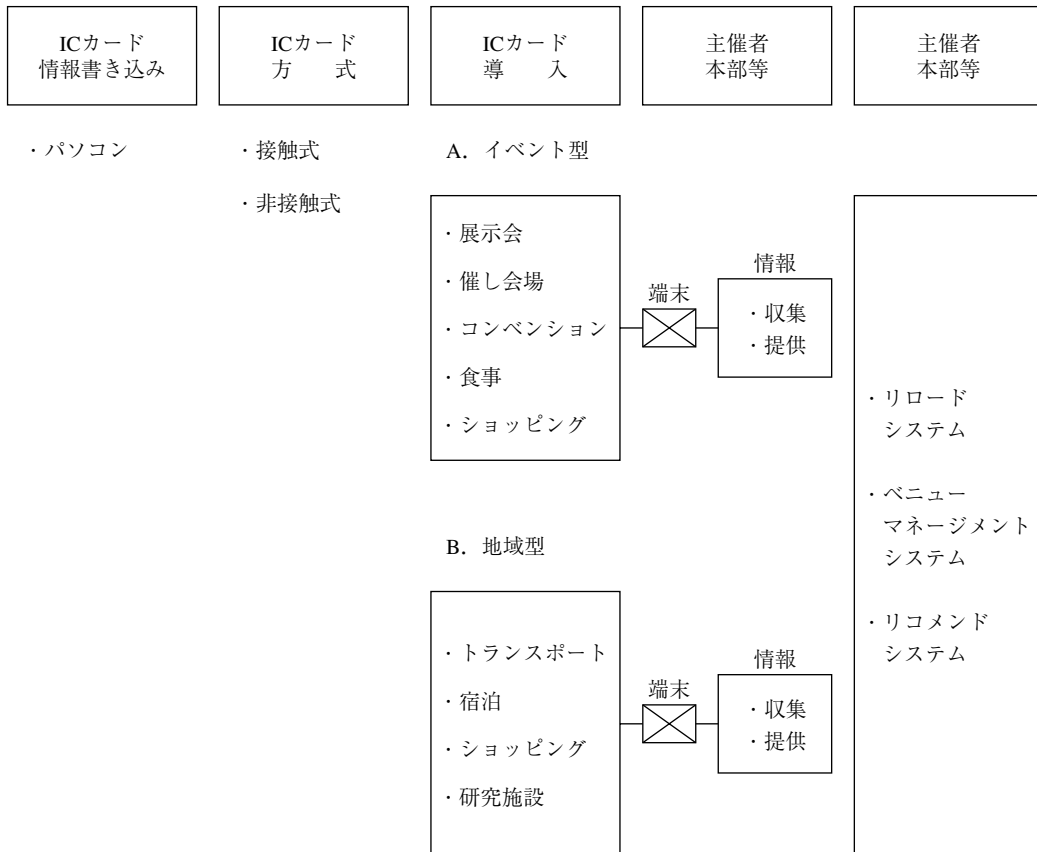 ICカード
情報書き込み
ICカード
方　　式
ICカード
導　　入
主催者
本部等
主催者
本部等
・パソコン
・接触式
・非接触式
A．イベント型
・展示会
・催し会場
・コンベンション
・食事
・ショッピング
端末
情報
・収集
・提供
B．地域型
・トランスポート
・宿泊
・ショッピング
・研究施設
端末
情報
・収集
・提供
・リロード
システム
・ベニュー
マネージメント
システム
・リコメンド
システム